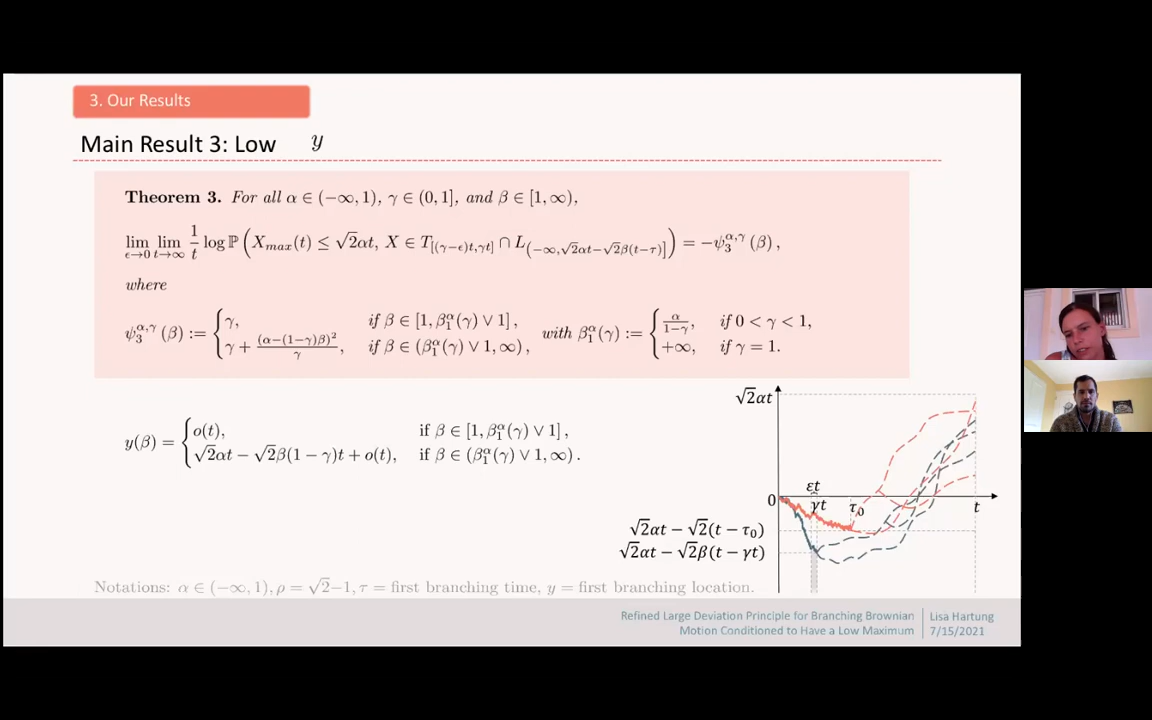 3. Our Results
Main Result 3: Low y
Theorem 3. For all α ∈ (−∞, 1), γ ∈ (0, 1], and β ∈ [1, ∞),
lim_{ϵ→0} lim_{t→∞} 1/t log ℙ (X_{max}(t) ≤ √2αt, X ∈ T_{[(γ−ϵ)t,γt]} ∩ L_{(−∞,√2αt−√2β(t−τ)]}) = −ψ_3^{α,γ} (β) ,
where
ψ_3^{α,γ} (β) := { γ, if β ∈ [1, β_1^α(γ) ∨ 1] ,
γ + (α−(1−γ)β)²/γ, if β ∈ (β_1^α(γ) ∨ 1, ∞) ,
with β_1^α(γ) := { α/(1−γ), if 0 < γ < 1,
+∞, if γ = 1.
y(β) = { o(t), if β ∈ [1, β_1^α(γ) ∨ 1] ,
√2αt − √2β(1 − γ)t + o(t), if β ∈ (β_1^α(γ) ∨ 1, ∞) .
√2αt
0
εt
γt
τ₀
t
√2αt − √2(t − τ₀)
√2αt − √2β(t − γt)
Notations: α ∈ (−∞, 1), ρ = √2−1, τ = first branching time, y = first branching location.
Refined Large Deviation Principle for Branching Brownian
Motion Conditioned to Have a Low Maximum
Lisa Hartung
7/15/2021